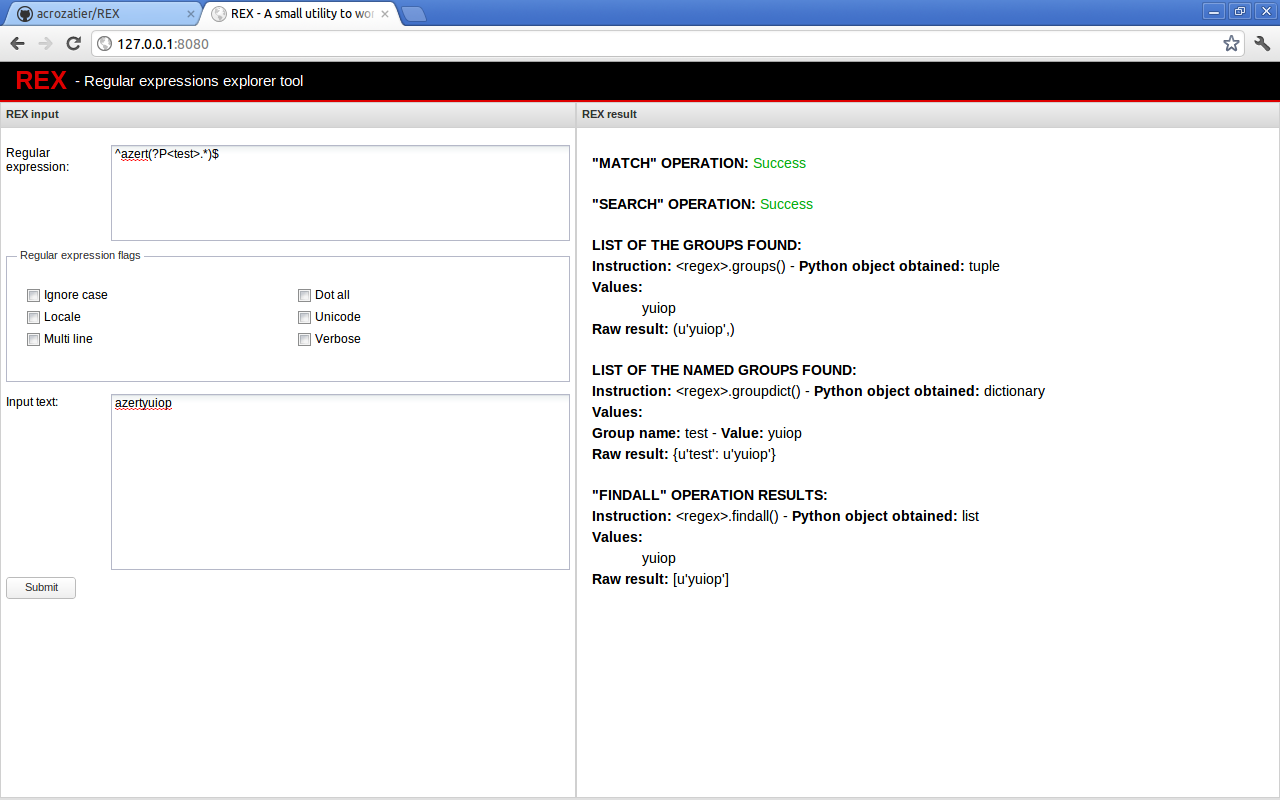 acrozatier/REX
REX - A small utility to wo
127.0.0.1:8080
REX - Regular expressions explorer tool
REX input
Regular
expression:
^azert(?P<test>.*)$
Regular expression flags
Ignore case
Dot all
Locale
Unicode
Multi line
Verbose
Input text:
azertyuiop
Submit
REX result
"MATCH" OPERATION: Success
"SEARCH" OPERATION: Success
LIST OF THE GROUPS FOUND:
Instruction: <regex>.groups() - Python object obtained: tuple
Values:
yuiop
Raw result: (u'yuiop',)
LIST OF THE NAMED GROUPS FOUND:
Instruction: <regex>.groupdict() - Python object obtained: dictionary
Values:
Group name: test - Value: yuiop
Raw result: {u'test': u'yuiop'}
"FINDALL" OPERATION RESULTS:
Instruction: <regex>.findall() - Python object obtained: list
Values:
yuiop
Raw result: [u'yuiop']